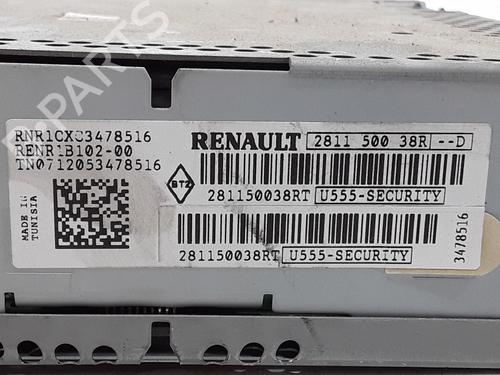 RNR1CXC3478516
RENR1B102-00
TN0712053478516
RENAULT 2811 500 38R --D
BT2
281150038RT U555-SECURITY
MADE IN
TUNISIA
281150038RT U555-SECURITY
3478516
PARTS